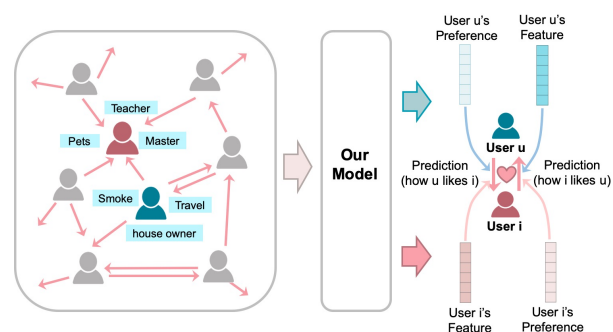 Teacher
Pets
Master
Smoke
Travel
house owner
Our
Model
User u's
Preference
User u's
Feature
User u
Prediction
(how u likes i)
Prediction
(how i likes u)
User i
User i's
Feature
User i's
Preference